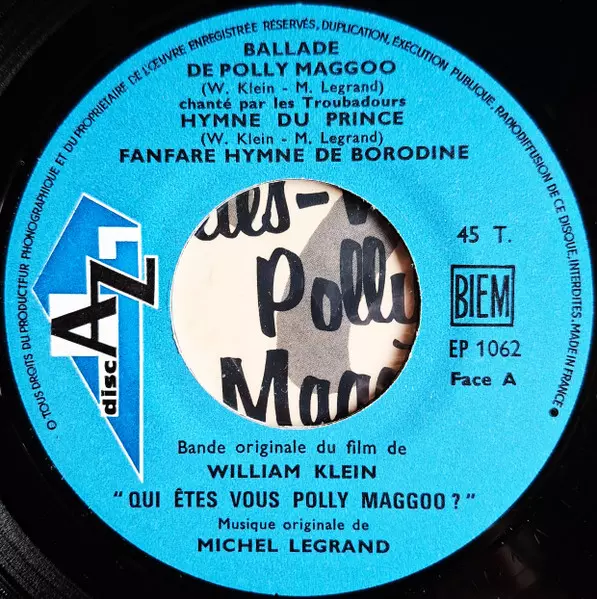 © TOUS DROITS DU PRODUCTEUR PHONOGRAPHIQUE ET DU PROPRIÉTAIRE DE L'ŒUVRE ENREGISTRÉE RÉSERVÉS, DUPLICATION, EXÉCUTION PUBLIQUE, RADIODIFFUSION DE CE DISQUE, INTERDITES. MADE IN FRANCE
BALLADE
DE POLLY MAGGOO
(W. Klein - M. Legrand)
chanté par les Troubadours
HYMNE DU PRINCE
(W. Klein - M. Legrand)
FANFARE HYMNE DE BORODINE
disc AZ
45 T.
BIEM
EP 1062
Face A
Polly
Bande originale du film de
WILLIAM KLEIN
"QUI ÊTES VOUS POLLY MAGGOO ?"
Musique originale de
MICHEL LEGRAND